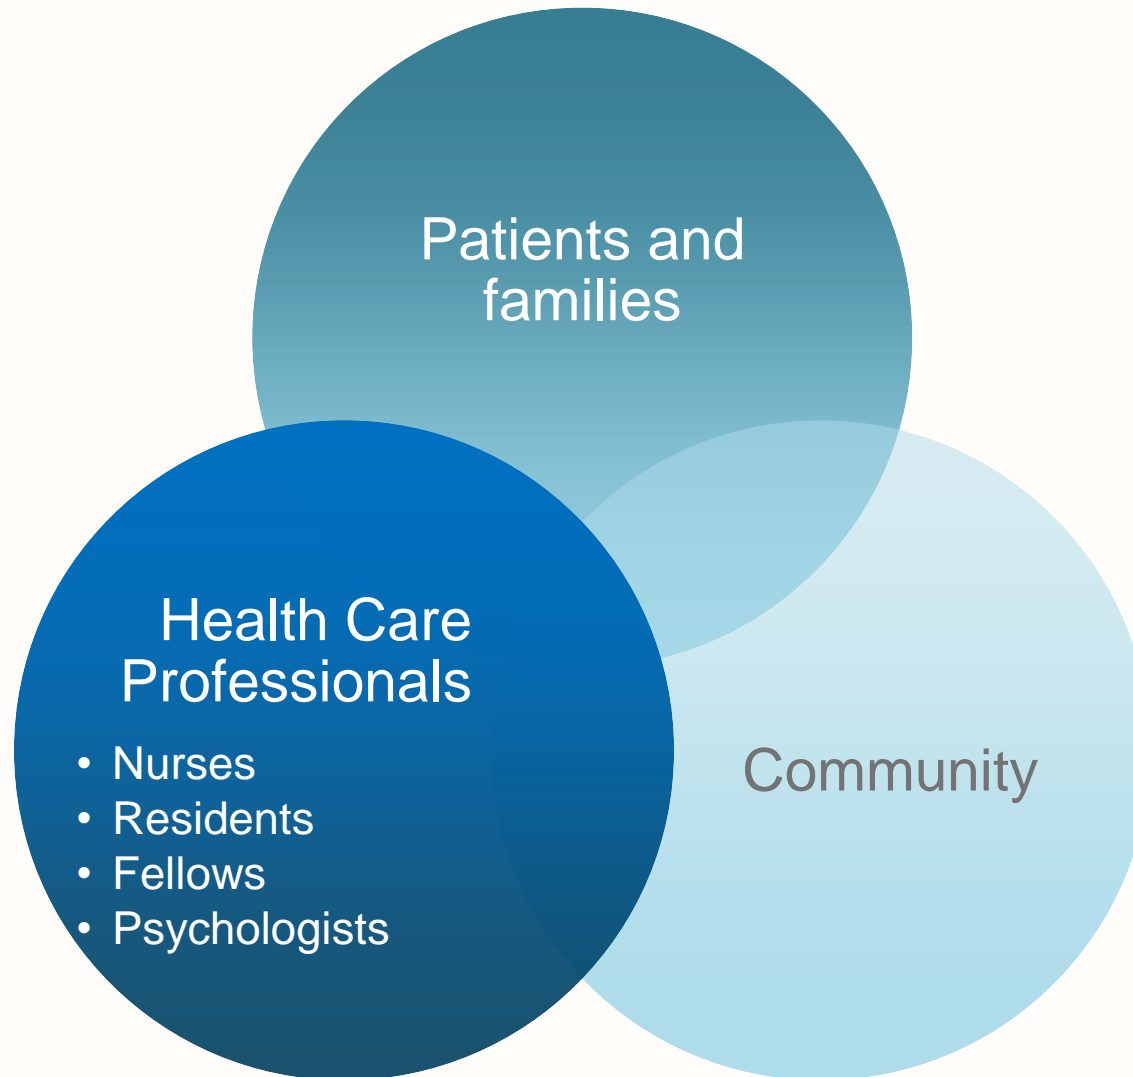 Patients and
families
Health Care
Professionals
• Nurses
• Residents
• Fellows
• Psychologists
Community